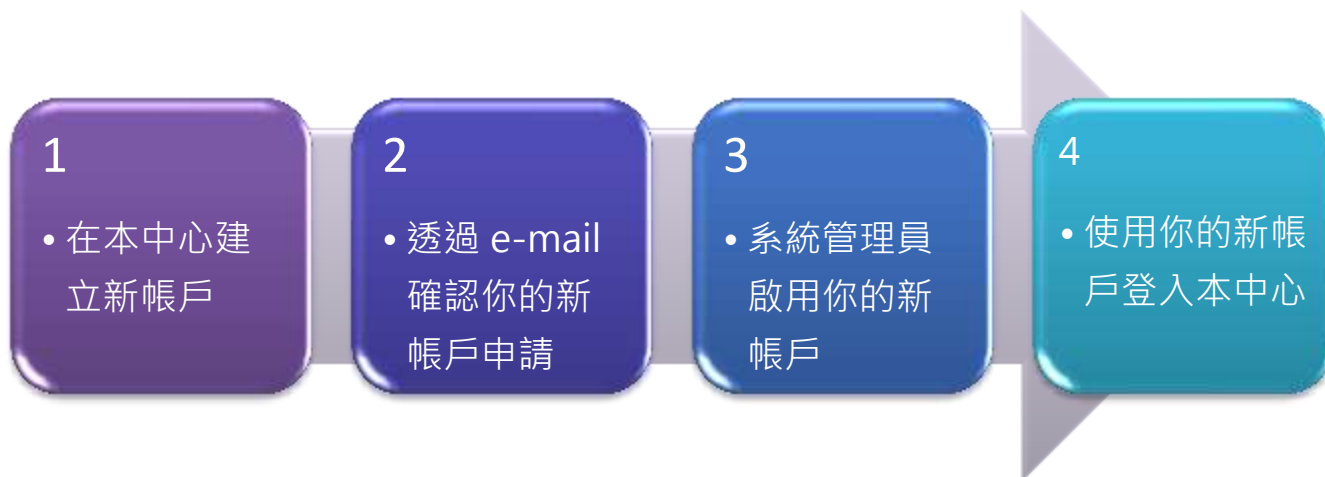 1
• 在本中心建
立新帳戶
2
• 透過 e-mail
確認你的新
帳戶申請
3
• 系統管理員
啟用你的新
帳戶
4
• 使用你的新帳
戶登入本中心